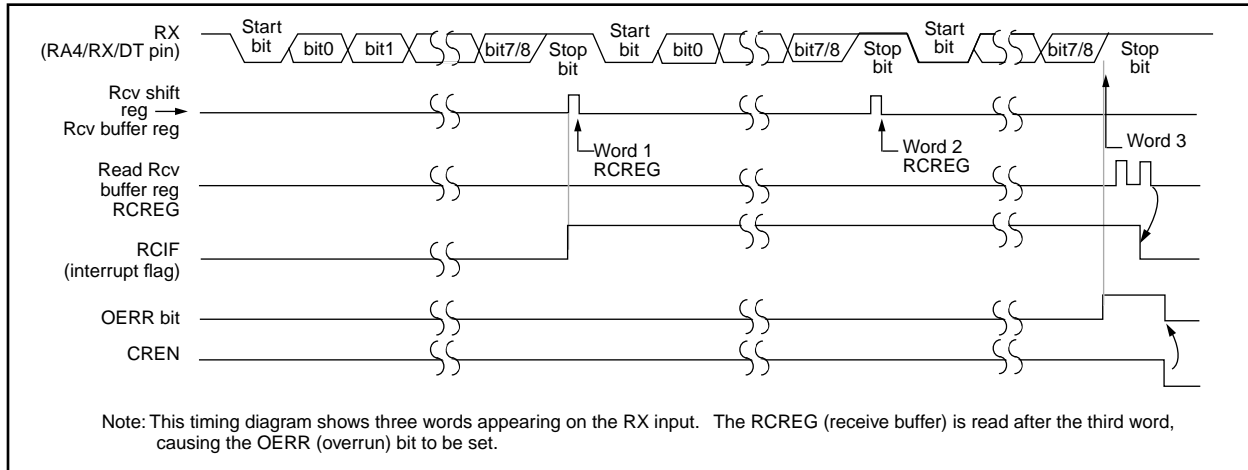 RX
(RA4/RX/DT pin)
Start
bit
bit0
bit1
bit7/8
Stop
bit
Start
bit
bit0
bit7/8
Stop
bit
Start
bit
bit7/8
Stop
bit
Rcv shift
reg
Rcv buffer reg
Word 1
RCREG
Word 2
RCREG
Word 3
Read Rcv
buffer reg
RCREG
RCIF
(interrupt flag)
OERR bit
CREN
Note: This timing diagram shows three words appearing on the RX input. The RCREG (receive buffer) is read after the third word,
causing the OERR (overrun) bit to be set.